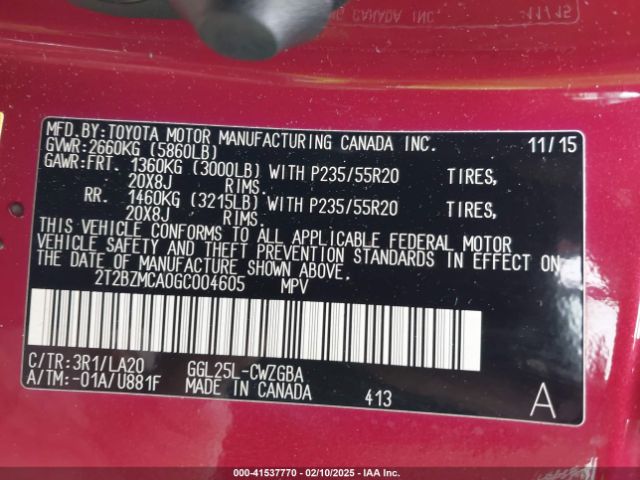 11/15
MFD.BY:TOYOTA MOTOR MANUFACTURING CANADA INC. 11/15
GVWR:2660KG (5860LB)
GAWR:FRT. 1360KG (3000LB) WITH P235/55R20 TIRES,
20X8J RIMS.
RR. 1460KG (3215LB) WITH P235/55R20 TIRES,
20X8J RIMS.
THIS VEHICLE CONFORMS TO ALL APPLICABLE FEDERAL MOTOR
VEHICLE SAFETY AND THEFT PREVENTION STANDARDS IN EFFECT ON
THE DATE OF MANUFACTURE SHOWN ABOVE.
2T2BZMCA0GC004605 MPV
C/TR:3R1/LA20 GGL25L-CWZGBA
A/TM:-01A/U881F MADE IN CANADA 413 A
000-41537770 — 02/10/2025 — IAA Inc.